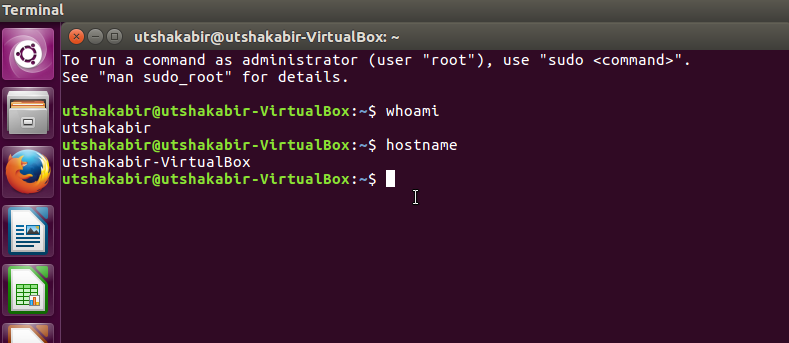 Terminal
utshakabir@utshakabir-VirtualBox: ~
To run a command as administrator (user "root"), use "sudo <command>".
See "man sudo_root" for details.
utshakabir@utshakabir-VirtualBox:~$ whoami
utshakabir
utshakabir@utshakabir-VirtualBox:~$ hostname
utshakabir-VirtualBox
utshakabir@utshakabir-VirtualBox:~$